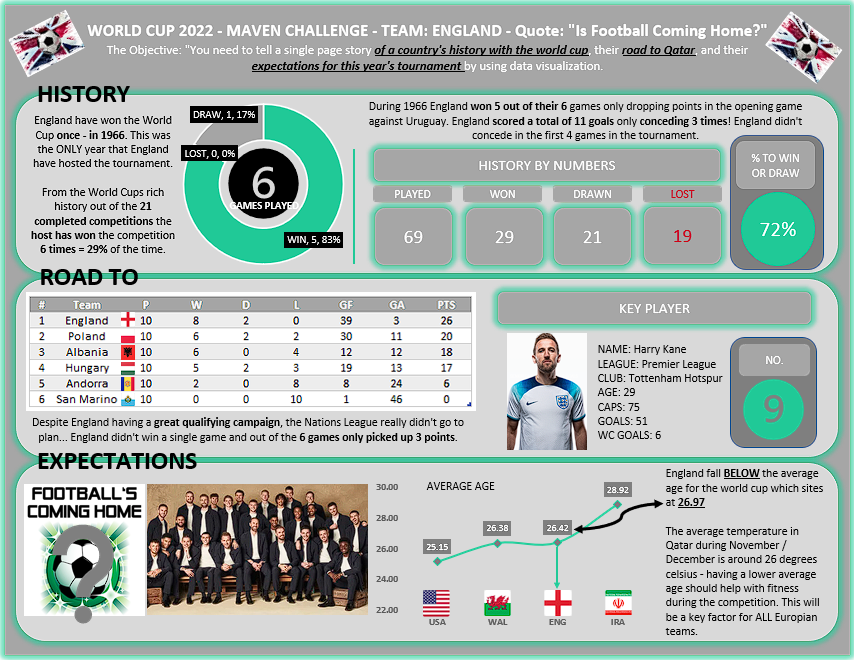 WORLD CUP 2022 - MAVEN CHALLENGE - TEAM: ENGLAND - Quote: "Is Football Coming Home?"
The Objective: "You need to tell a single page story of a country's history with the world cup, their road to Qatar, and their
expectations for this year's tournament by using data visualization.
HISTORY
England have won the World
Cup once - in 1966. This was
the ONLY year that England
have hosted the tournament.
From the World Cups rich
history out of the 21
completed competitions the
host has won the competition
6 times = 29% of the time.
DRAW, 1, 17%
LOST, 0, 0%
6
GAMES PLAYED
WIN, 5, 83%
During 1966 England won 5 out of their 6 games only dropping points in the opening game
against Uruguay. England scored a total of 11 goals only conceding 3 times! England didn't
concede in the first 4 games in the tournament.
HISTORY BY NUMBERS
PLAYED WON DRAWN LOST
69 29 21 19
% TO WIN
OR DRAW
72%
ROAD TO
# Team P W D L GF GA PTS
1 England 10 8 2 0 39 3 26
2 Poland 10 6 2 2 30 11 20
3 Albania 10 6 0 4 12 12 18
4 Hungary 10 5 2 3 19 13 17
5 Andorra 10 2 0 8 8 24 6
6 San Marino 10 0 0 10 1 46 0
Despite England having a great qualifying campaign, the Nations League really didn't go to
plan... England didn't win a single game and out of the 6 games only picked up 3 points.
KEY PLAYER
NAME: Harry Kane
LEAGUE: Premier League
CLUB: Tottenham Hotspur
AGE: 29
CAPS: 75
GOALS: 51
WC GOALS: 6
NO.
9
EXPECTATIONS
FOOTBALL'S
COMING HOME
?
AVERAGE AGE
30.00
28.00
26.00
24.00
22.00
25.15
26.38
26.42
28.92
USA WAL ENG IRA
England fall BELOW the average
age for the world cup which sites
at 26.97
The average temperature in
Qatar during November /
December is around 26 degrees
celsius - having a lower average
age should help with fitness
during the competition. This will
be a key factor for ALL Europian
teams.